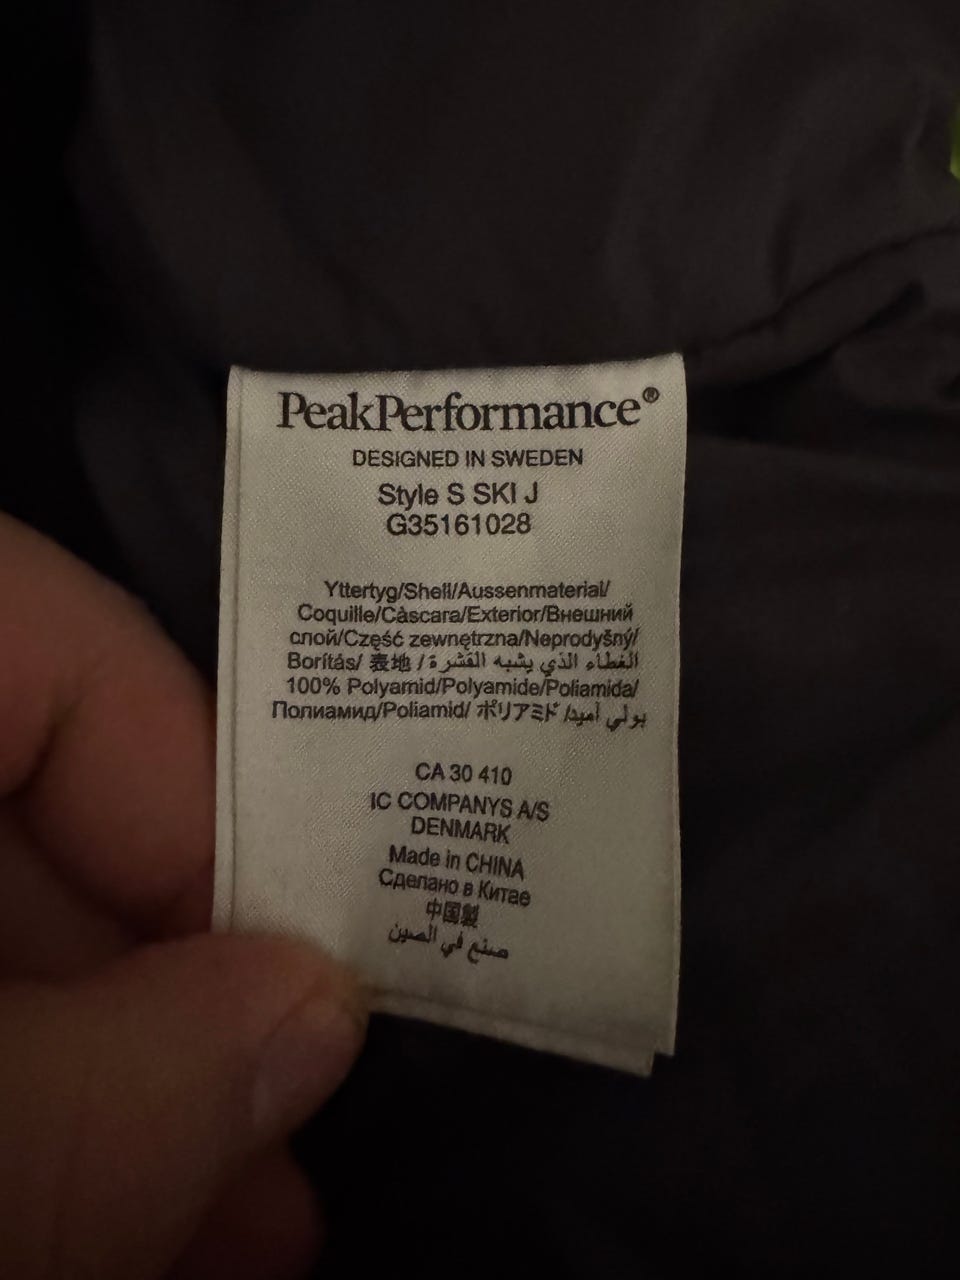 PeakPerformance®
DESIGNED IN SWEDEN
Style S SKI J
G35161028
Yttertyg/Shell/Aussenmaterial/
Coquille/Càscara/Exterior/Внешний
слой/Część zewnętrzna/Neprodyšný/
Borítás/ 表地 / الغطاء الذي يشبه القشرة
100% Polyamid/Polyamide/Poliamida/
Полиамид/Poliamid/ ポリアミド /بولي أميد
CA 30 410
IC COMPANYS A/S
DENMARK
Made in CHINA
Сделано в Китае
中国製
صنع في الصين